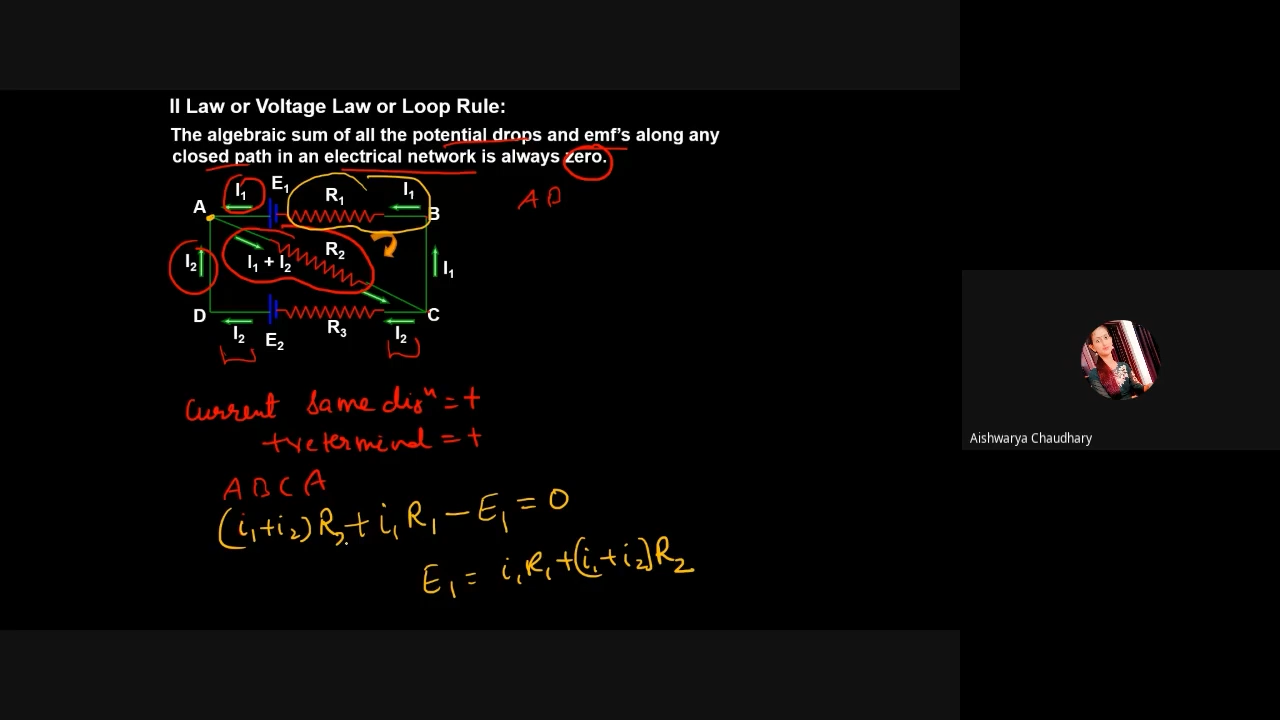 II Law or Voltage Law or Loop Rule:
The algebraic sum of all the potential drops and emf's along any
closed path in an electrical network is always zero.
I₁ E₁ R₁ I₁
A B
A B
I₂ I₁ + I₂ R₂ I₁
D C
I₂ E₂ R₃ I₂
Current same dirⁿ = +
+ve terminal = +
A B C A
(i₁+i₂)R₂ + i₁R₁ − E₁ = 0
E₁ = i₁R₁ + (i₁+i₂)R₂
Aishwarya Chaudhary